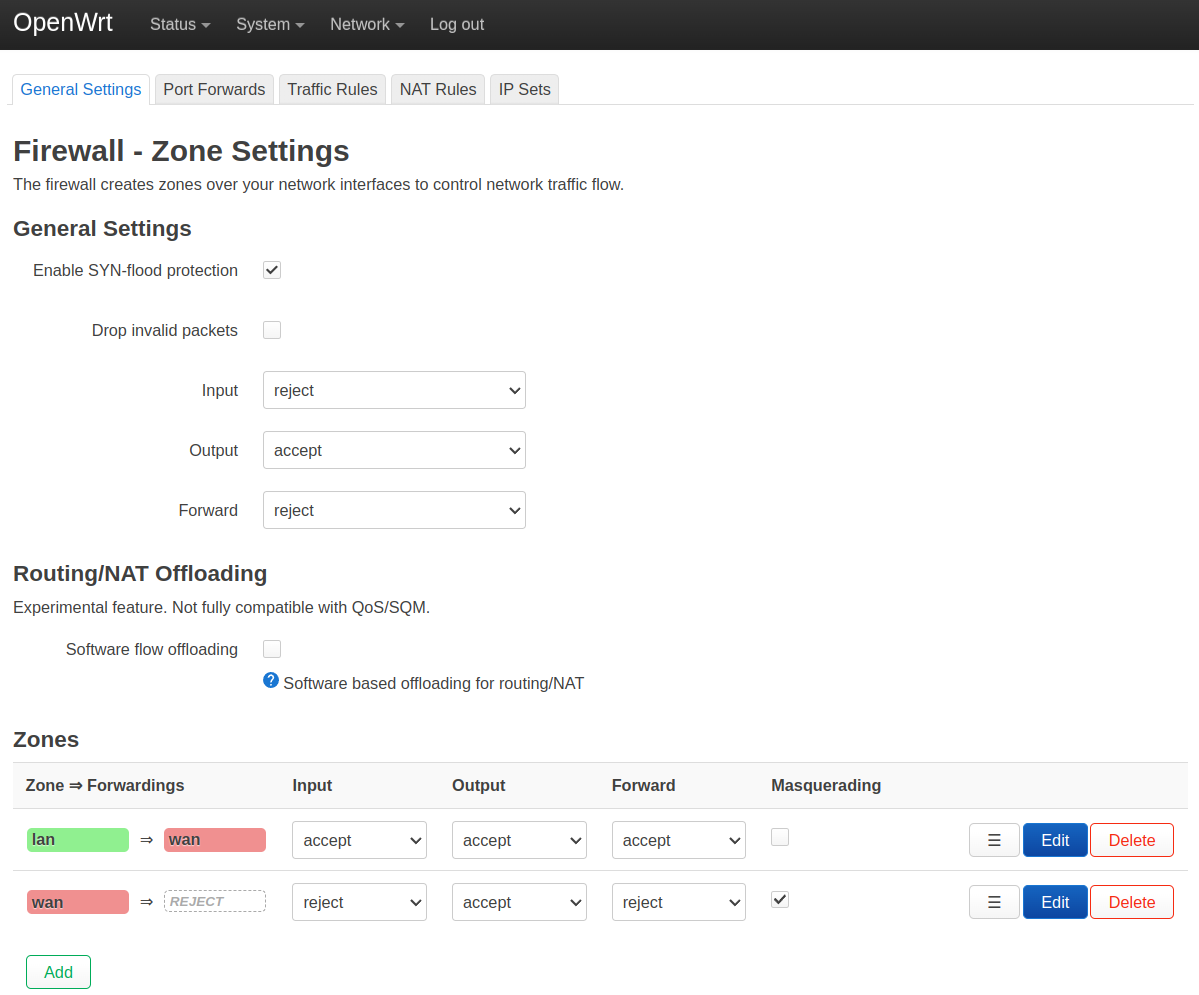 OpenWrt Status System Network Log out
General Settings Port Forwards Traffic Rules NAT Rules IP Sets
Firewall - Zone Settings
The firewall creates zones over your network interfaces to control network traffic flow.
General Settings
Enable SYN-flood protection
Drop invalid packets
Input reject
Output accept
Forward reject
Routing/NAT Offloading
Experimental feature. Not fully compatible with QoS/SQM.
Software flow offloading
? Software based offloading for routing/NAT
Zones
Zone ⇒ Forwardings Input Output Forward Masquerading
lan ⇒ wan accept accept accept ☰ Edit Delete
wan ⇒ REJECT reject accept reject ☰ Edit Delete
Add